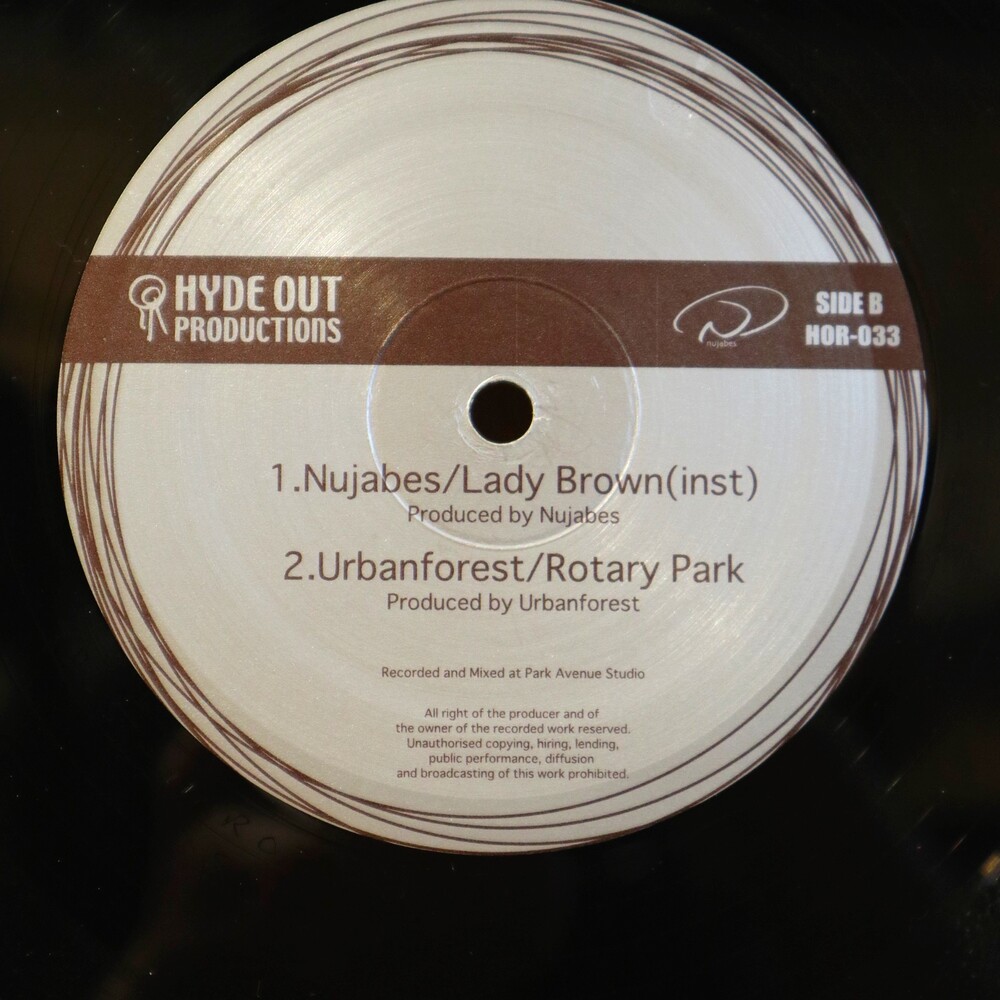 HYDE OUT
PRODUCTIONS
nujabes
SIDE B
HOR-033
1.Nujabes/Lady Brown(inst)
Produced by Nujabes
2.Urbanforest/Rotary Park
Produced by Urbanforest
Recorded and Mixed at Park Avenue Studio
All right of the producer and of
the owner of the recorded work reserved.
Unauthorised copying, hiring, lending,
public performance, diffusion
and broadcasting of this work prohibited.